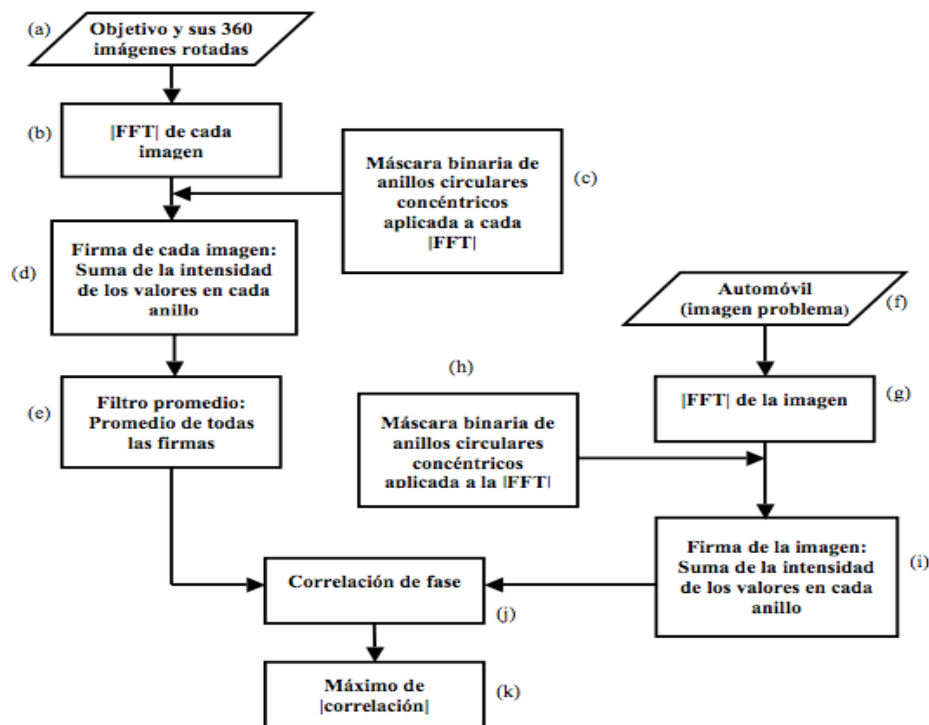 (a)
Objetivo y sus 360
imágenes rotadas
(b)
|FFT| de cada
imagen
Máscara binaria de
anillos circulares
concéntricos
aplicada a cada
|FFT|
(c)
(d)
Firma de cada imagen:
Suma de la intensidad
de los valores en cada
anillo
Automóvil
(imagen problema)
(f)
(e)
Filtro promedio:
Promedio de todas
las firmas
(h)
Máscara binaria de
anillos circulares
concéntricos
aplicada a la |FFT|
|FFT| de la imagen
(g)
Firma de la imagen:
Suma de la intensidad
de los valores en cada
anillo
(i)
Correlación de fase
(j)
Máximo de
|correlación|
(k)